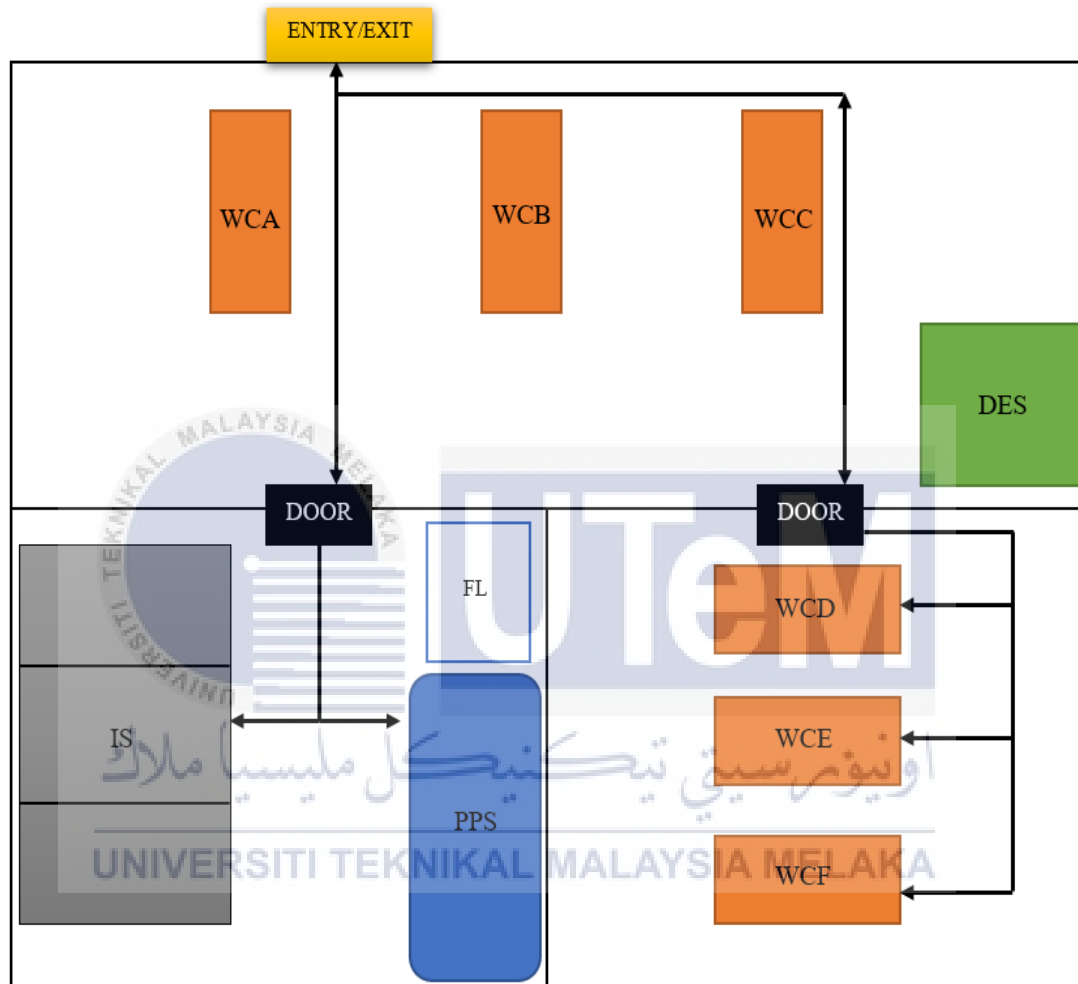 ENTRY/EXIT
WCA
WCB
WCC
DES
DOOR
DOOR
FL
WCD
IS
WCE
PPS
WCF
UNIVERSITI TEKNIKAL MALAYSIA MELAKA
UTeM
اونيۏرسيتي تيكنيكل مليسيا ملاك
UNIVERSITI TEKNIKAL MALAYSIA MELAKA